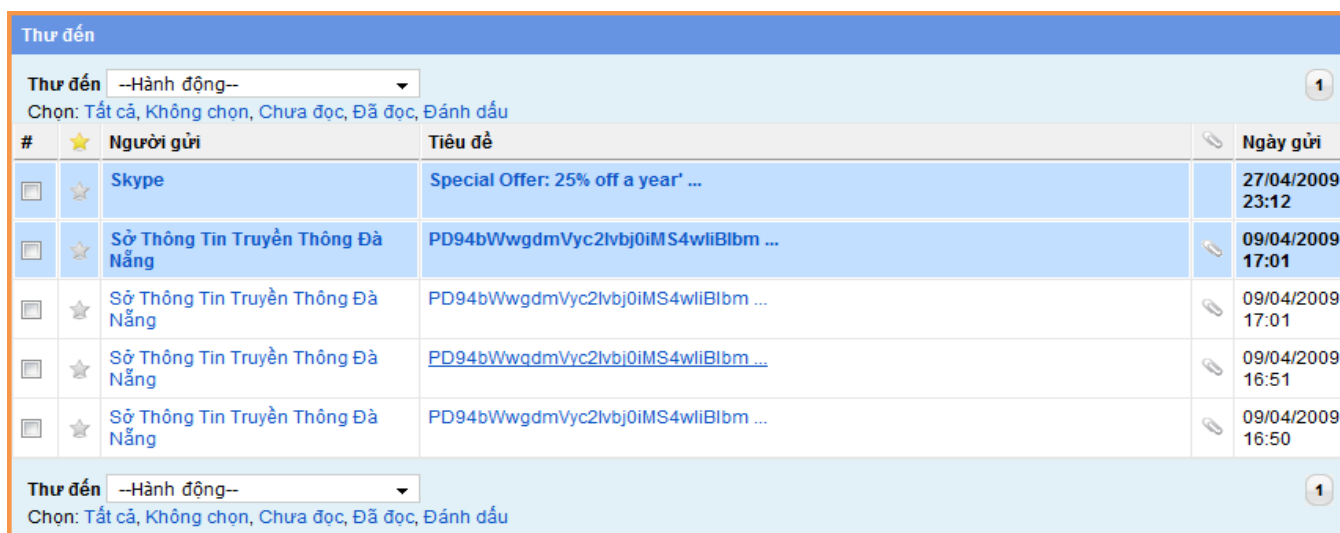 Thư đến
Thư đến --Hành động-- 1
Chọn: Tất cả, Không chọn, Chưa đọc, Đã đọc, Đánh dấu
# Người gửi Tiêu đề Ngày gửi
Skype Special Offer: 25% off a year' ... 27/04/2009
23:12
Sở Thông Tin Truyền Thông Đà PD94bWwgdmVyc2lvbj0iMS4wIiBlbm ... 09/04/2009
Nẵng 17:01
Sở Thông Tin Truyền Thông Đà PD94bWwgdmVyc2lvbj0iMS4wIiBlbm ... 09/04/2009
Nẵng 17:01
Sở Thông Tin Truyền Thông Đà PD94bWwgdmVyc2lvbj0iMS4wIiBlbm ... 09/04/2009
Nẵng 16:51
Sở Thông Tin Truyền Thông Đà PD94bWwgdmVyc2lvbj0iMS4wIiBlbm ... 09/04/2009
Nẵng 16:50
Thư đến --Hành động-- 1
Chọn: Tất cả, Không chọn, Chưa đọc, Đã đọc, Đánh dấu